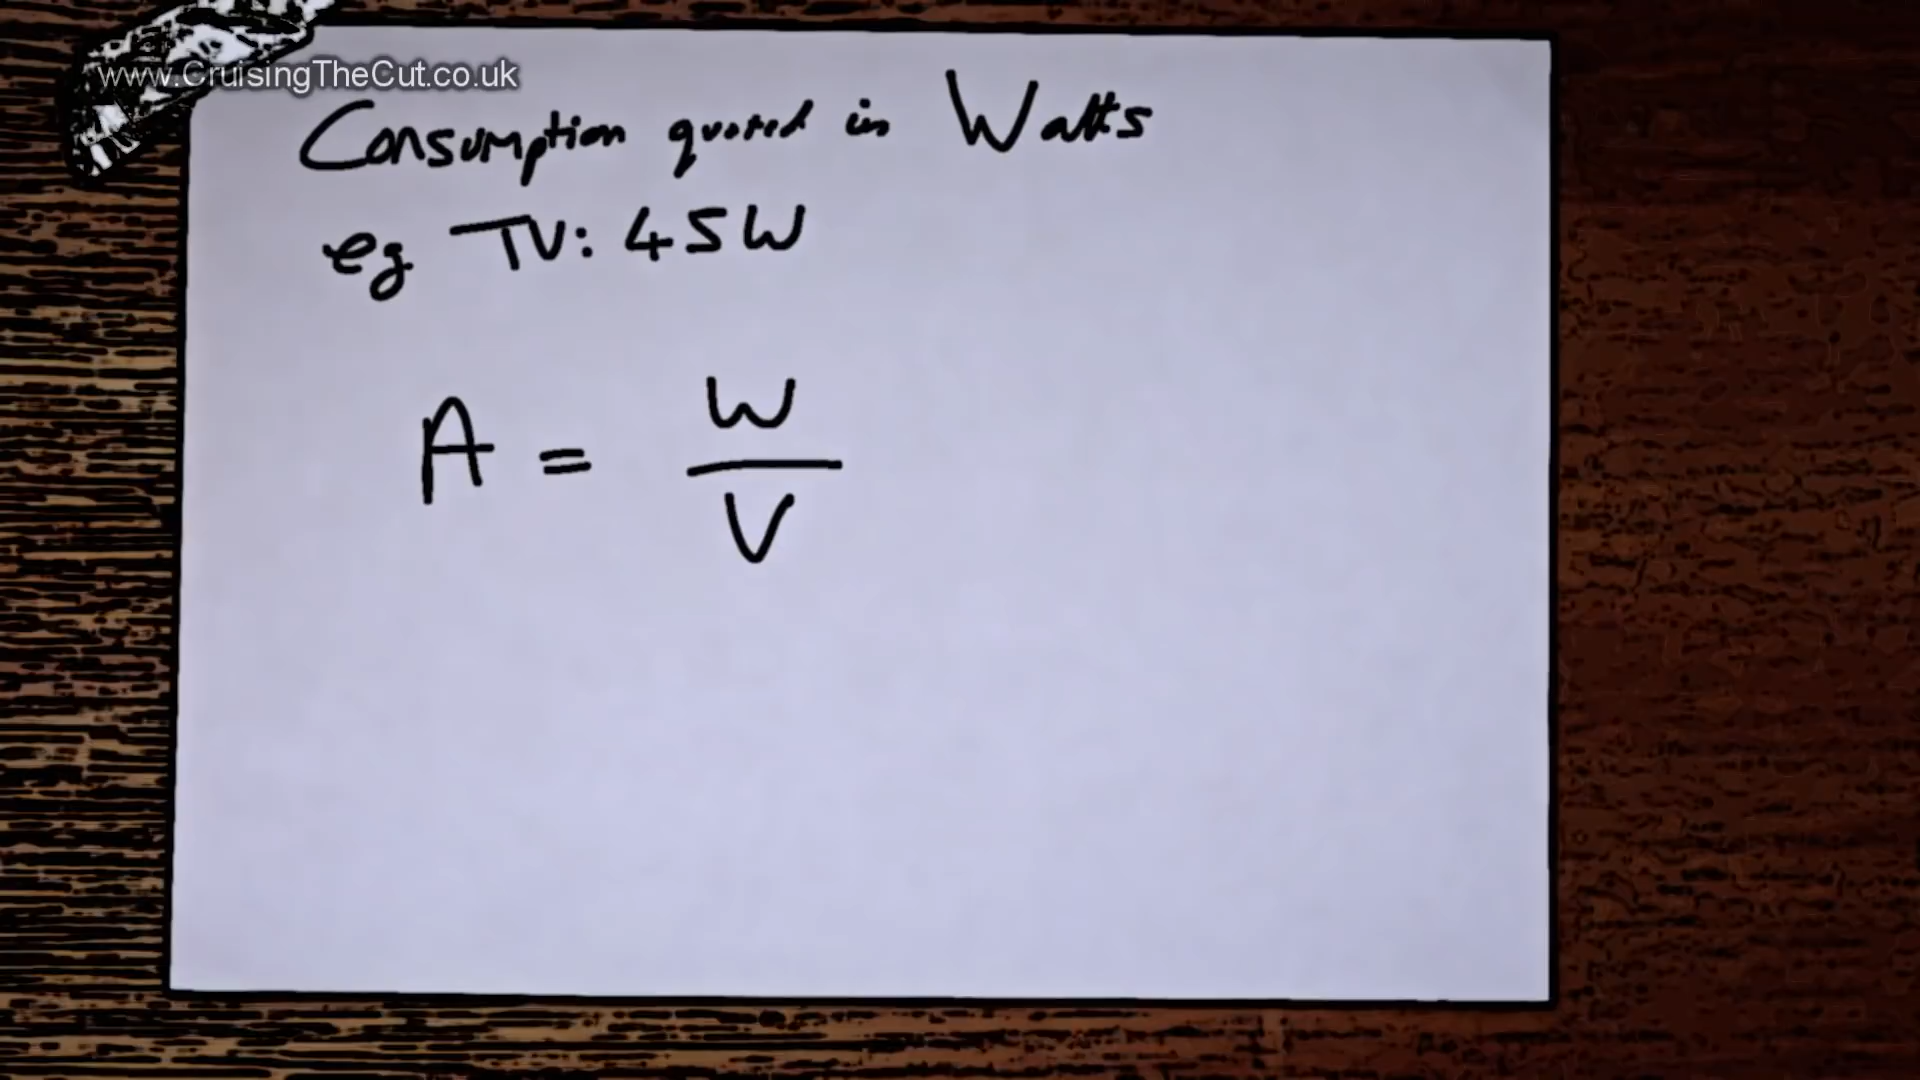 www.CruisingTheCut.co.uk
Consumption quoted in Watts
eg TV: 45W
A = W
V